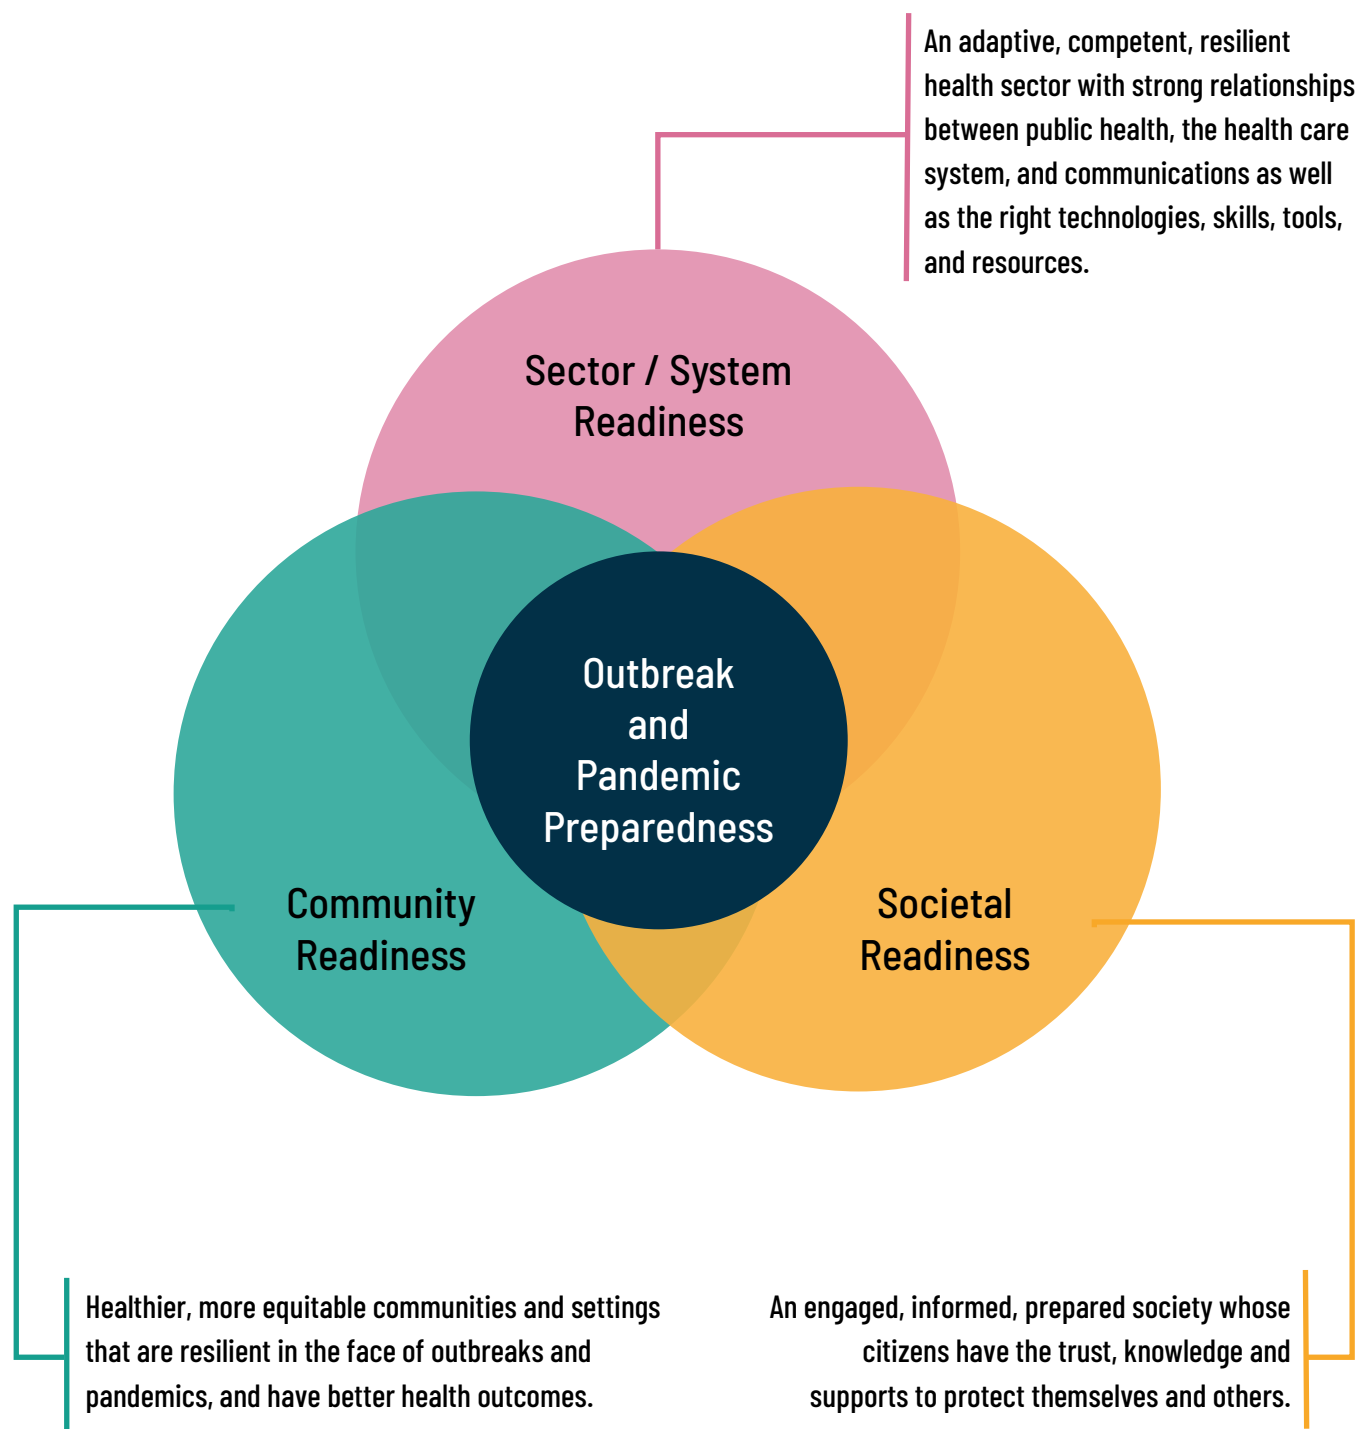 An adaptive, competent, resilient
health sector with strong relationships
between public health, the health care
system, and communications as well
as the right technologies, skills, tools,
and resources.
Sector / System
Readiness
Outbreak
and
Pandemic
Preparedness
Community
Readiness
Societal
Readiness
Healthier, more equitable communities and settings
that are resilient in the face of outbreaks and
pandemics, and have better health outcomes.
An engaged, informed, prepared society whose
citizens have the trust, knowledge and
supports to protect themselves and others.